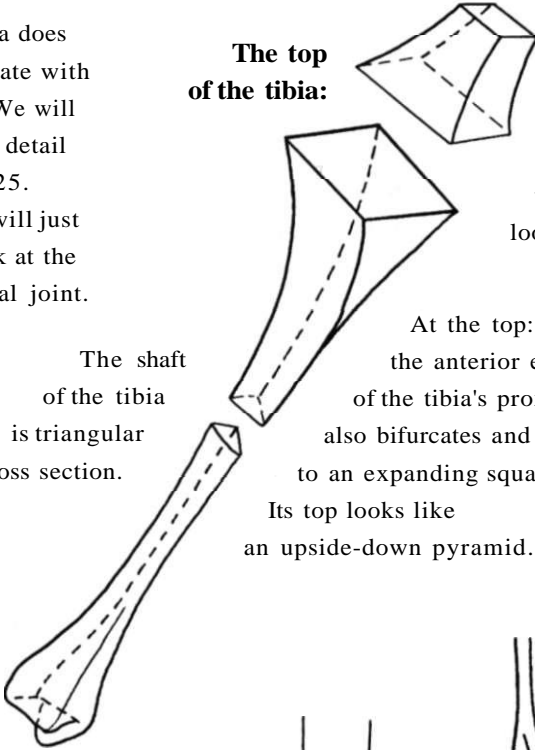 a does
ate with
We will
detail
25.
will just
k at the
al joint.
The top
of the tibia:
loo
The shaft
of the tibia
is triangular
oss section.
At the top:
the anterior e
of the tibia's pro
also bifurcates and
to an expanding squa
Its top looks like
an upside-down pyramid.